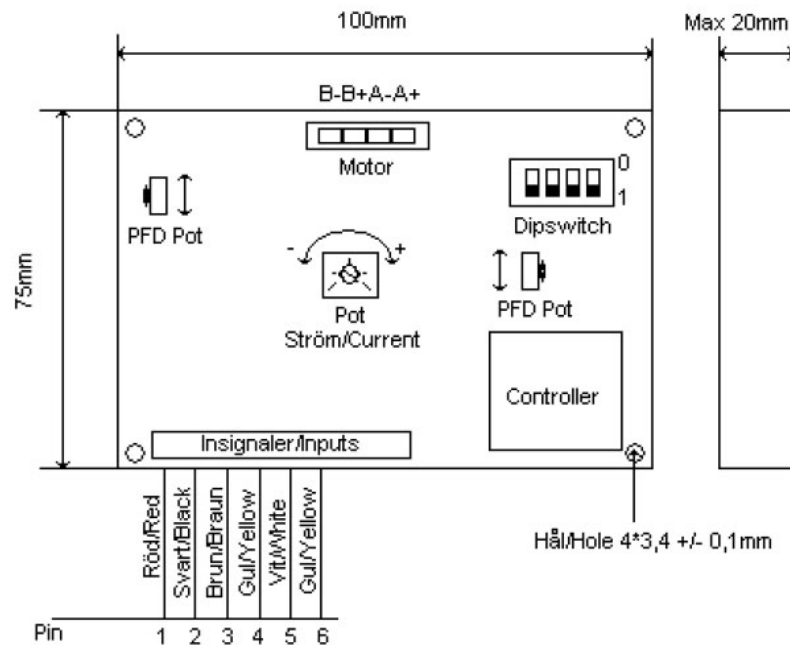 100mm
Max 20mm
B-B+A-A+
Motor
0
1
Dipswitch
PFD Pot
75mm
- +
Pot
Ström/Current
PFD Pot
Controller
Insignaler/Inputs
Röd/Red
Svart/Black
Brun/Braun
Gul/Yellow
Vit/White
Gul/Yellow
Hål/Hole 4*3,4 +/- 0,1mm
Pin 1 2 3 4 5 6